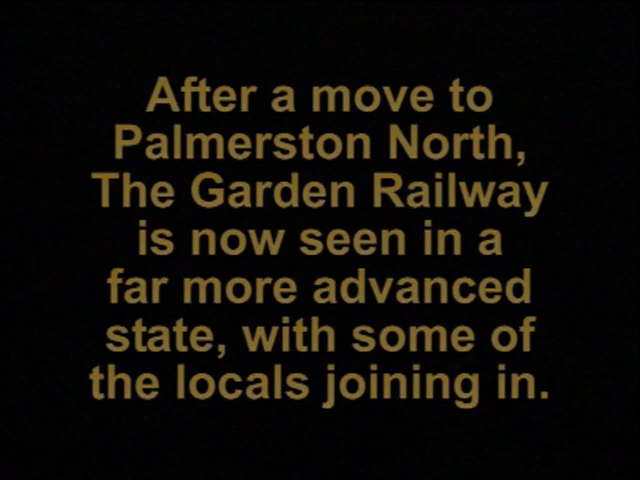 After a move to
Palmerston North,
The Garden Railway
is now seen in a
far more advanced
state, with some of
the locals joining in.